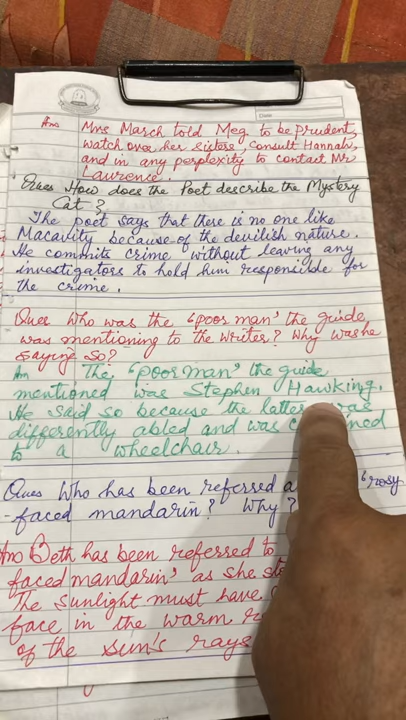 Date
Ans Mrs March told Meg to be prudent,
watch over her sisters, consult Hannah,
and in any perplexity to contact Mr
Laurence.
Ques How does the Poet describe the Mystery
Cat?
The poet says that there is no one like
Macavity because of the devilish nature.
He commits crime without leaving any
investigators to hold him responsible for
the crime.
Ques Who was the 'poor man' the guide
was mentioning to the writer? Why was he
saying so?
Ans The 'poor man' the guide
mentioned was Stephen Hawking.
He said so because the latter was
differently abled and was
to a wheelchair.
Ques Who has been referred 'rosy
-faced mandarin? Why?
Ans Beth has been referred to
faced mandarin' as she
The sunlight must have
face in the warm
of the sun's rays